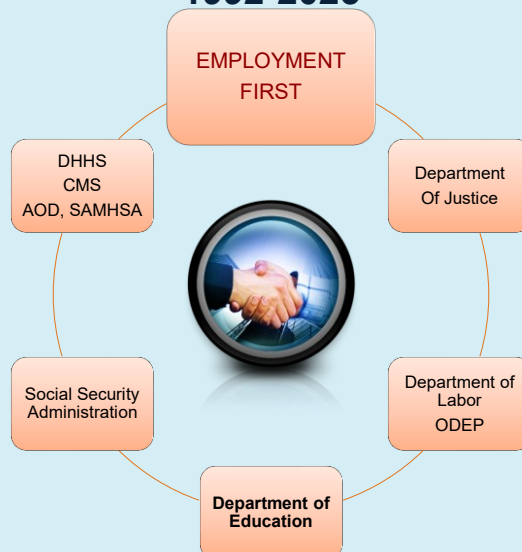 EMPLOYMENT
FIRST
DHHS
CMS
AOD, SAMHSA
Department
Of Justice
Social Security
Administration
Department of
Labor
ODEP
Department of
Education